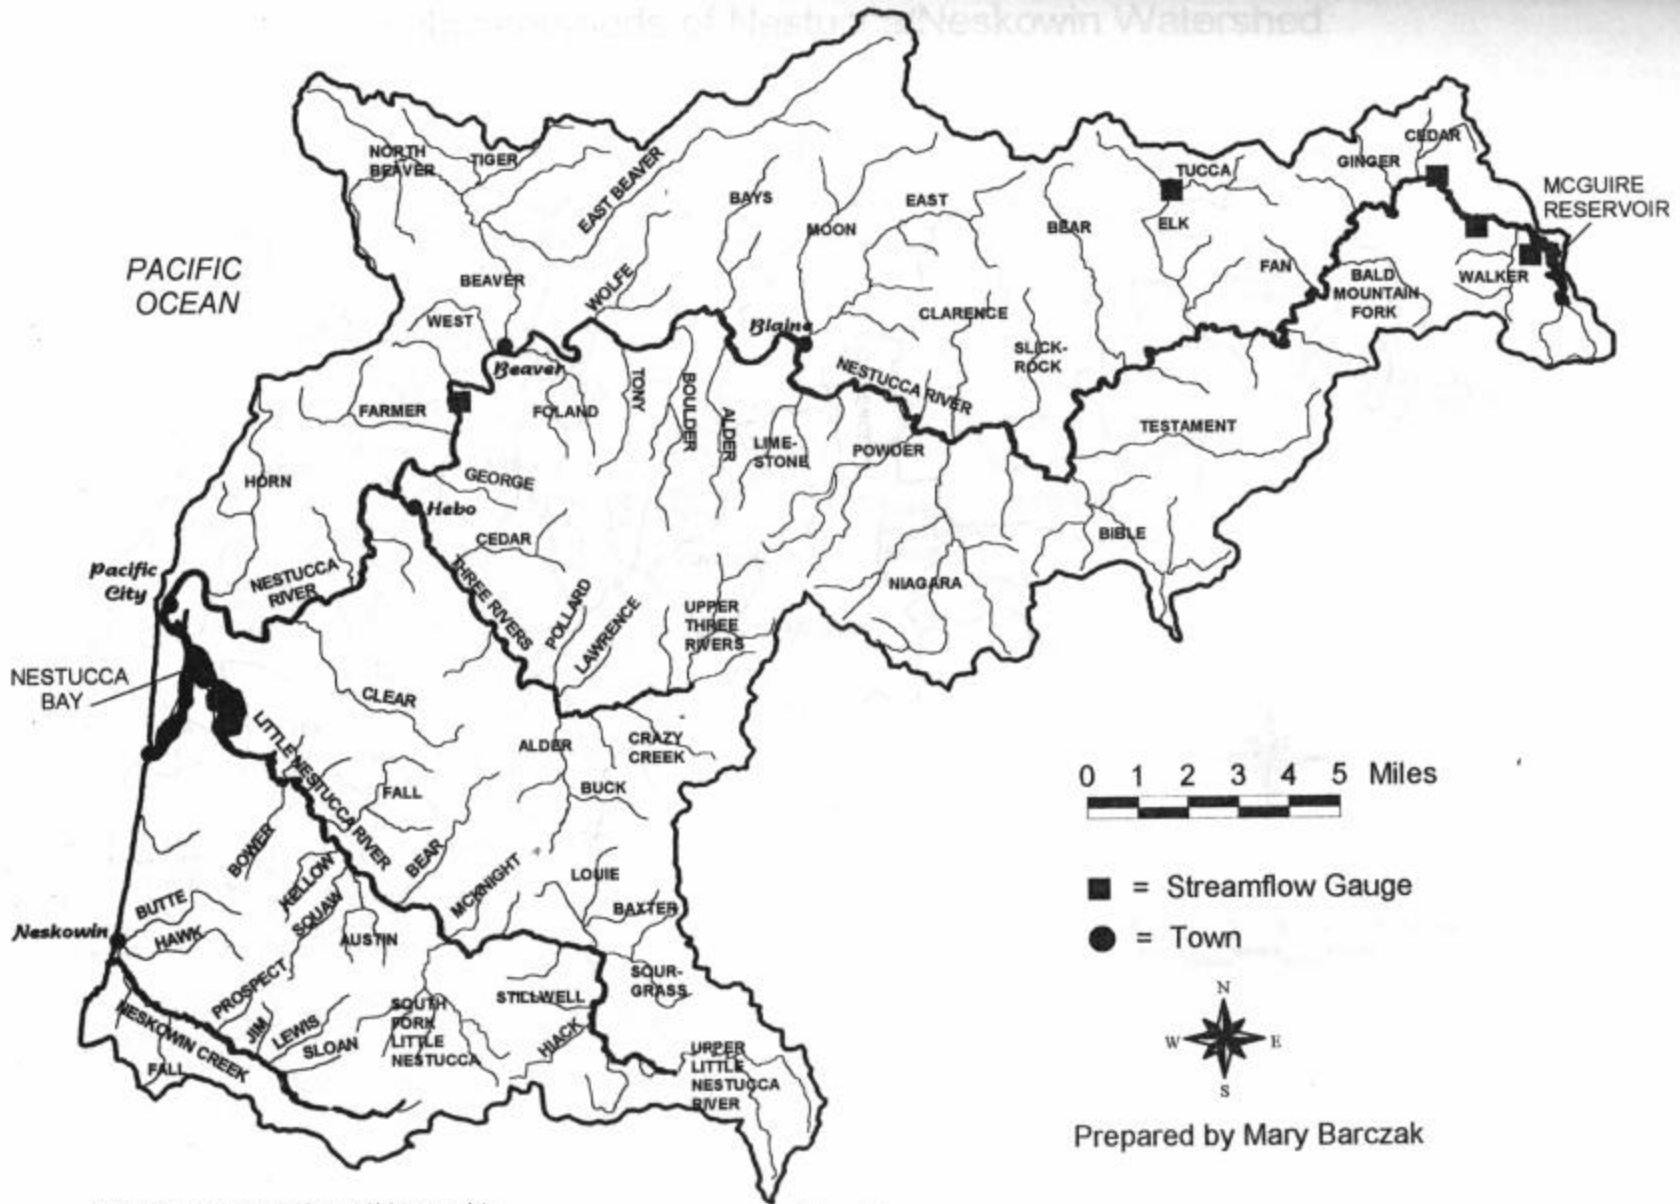 Neskowin Watershed
NORTH
BEAVER
TIGER
EAST BEAVER
BAYS
MOON
EAST
BEAR
TUCCA
ELK
FAN
GINGER
CEDAR
MCGUIRE
RESERVOIR
BALD
MOUNTAIN
FORK
WALKER
PACIFIC
OCEAN
BEAVER
WEST
WOLFE
Blaine
CLARENCE
SLICK-
ROCK
Beaver
NESTUCCA RIVER
FARMER
FOLAND
TONY
BOULDER
ALDER
LIME-
STONE
POWDER
TESTAMENT
HORN
GEORGE
Hebo
CEDAR
BIBLE
Pacific
City
NESTUCCA
RIVER
THREE RIVERS
POLLARD
LAWRENCE
UPPER
THREE
RIVERS
NIAGARA
NESTUCCA
BAY
CLEAR
LITTLE NESTUCCA RIVER
ALDER
CRAZY
CREEK
BUCK
FALL
BOWER
BEAR
KELLOW
SQUAW
MCKNIGHT
LOUIE
BAXTER
BUTTE
HAWK
Neskowin
AUSTIN
PROSPECT
SOUR-
GRASS
STILLWELL
SOUTH
FORK
LITTLE
NESTUCCA
HIACK
JIM
LEWIS
SLOAN
NESKOWIN CREEK
FALL
UPPER
LITTLE
NESTUCCA
RIVER
0 1 2 3 4 5 Miles
= Streamflow Gauge
= Town
N
W E
S
Prepared by Mary Barczak